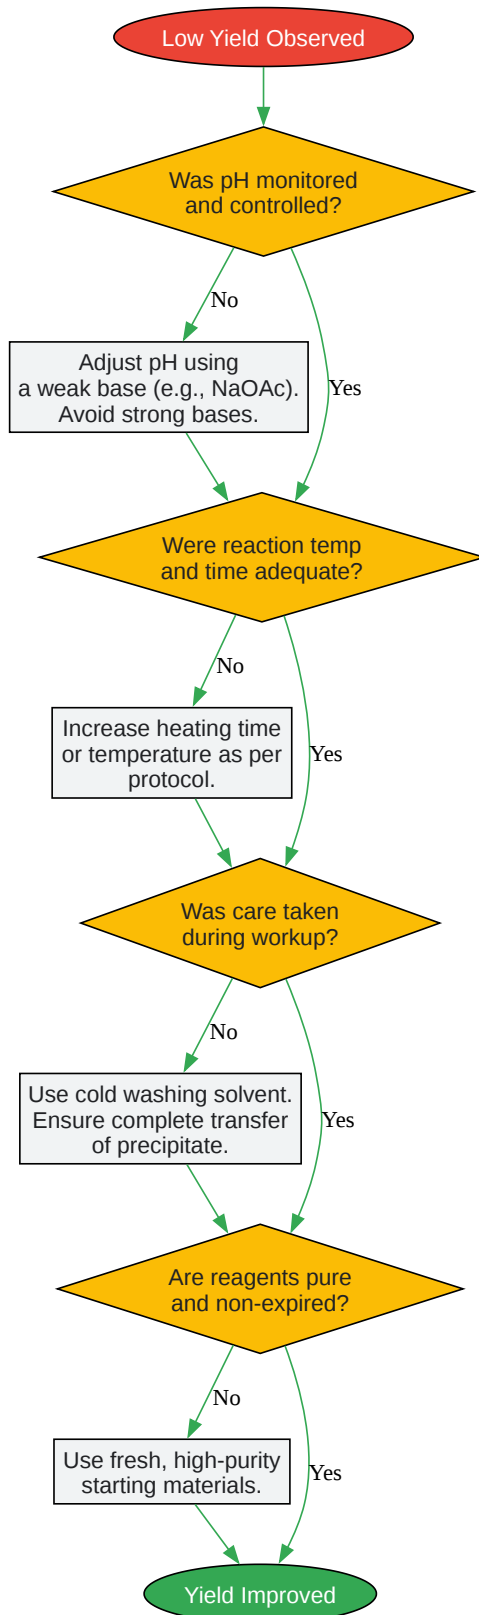 Low Yield Observed
Was pH monitored
and controlled?
No
Adjust pH using
a weak base (e.g., NaOAc).
Avoid strong bases.
Yes
Were reaction temp
and time adequate?
No
Increase heating time
or temperature as per
protocol.
Yes
Was care taken
during workup?
No
Use cold washing solvent.
Ensure complete transfer
of precipitate.
Yes
Are reagents pure
and non-expired?
No
Use fresh, high-purity
starting materials.
Yes
Yield Improved